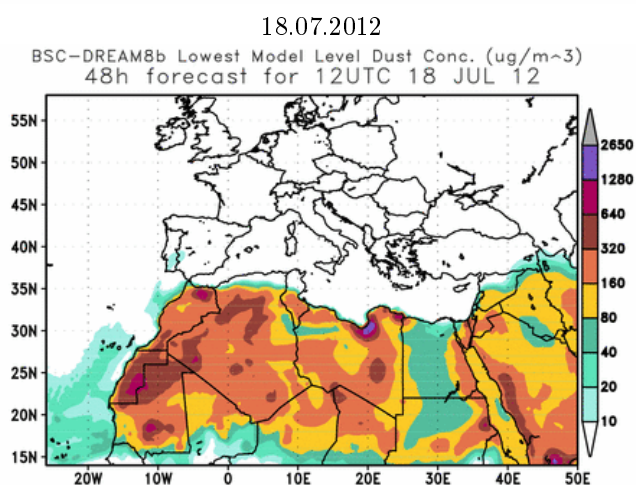 18.07.2012
BSC-DREAM8b Lowest Model Level Dust Conc. (ug/m^3)
48h forecast for 12UTC 18 JUL 12
55N
50N
45N
40N
35N
30N
25N
20N
15N
20W 10W 0 10E 20E 30E 40E 50E
2650
1280
640
320
160
80
40
20
10